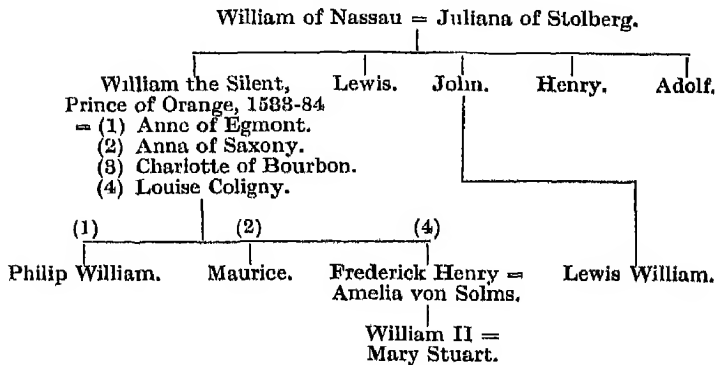 William of Nassau = Juliana of Stolberg.
William the Silent, Lewis. John. Henry. Adolf.
Prince of Orange, 1533-84
= (1) Anne of Egmont.
(2) Anna of Saxony.
(3) Charlotte of Bourbon.
(4) Louise Coligny.
(1) (2) (4)
Philip William. Maurice. Frederick Henry = Lewis William.
Amelia von Solms.
William II =
Mary Stuart.